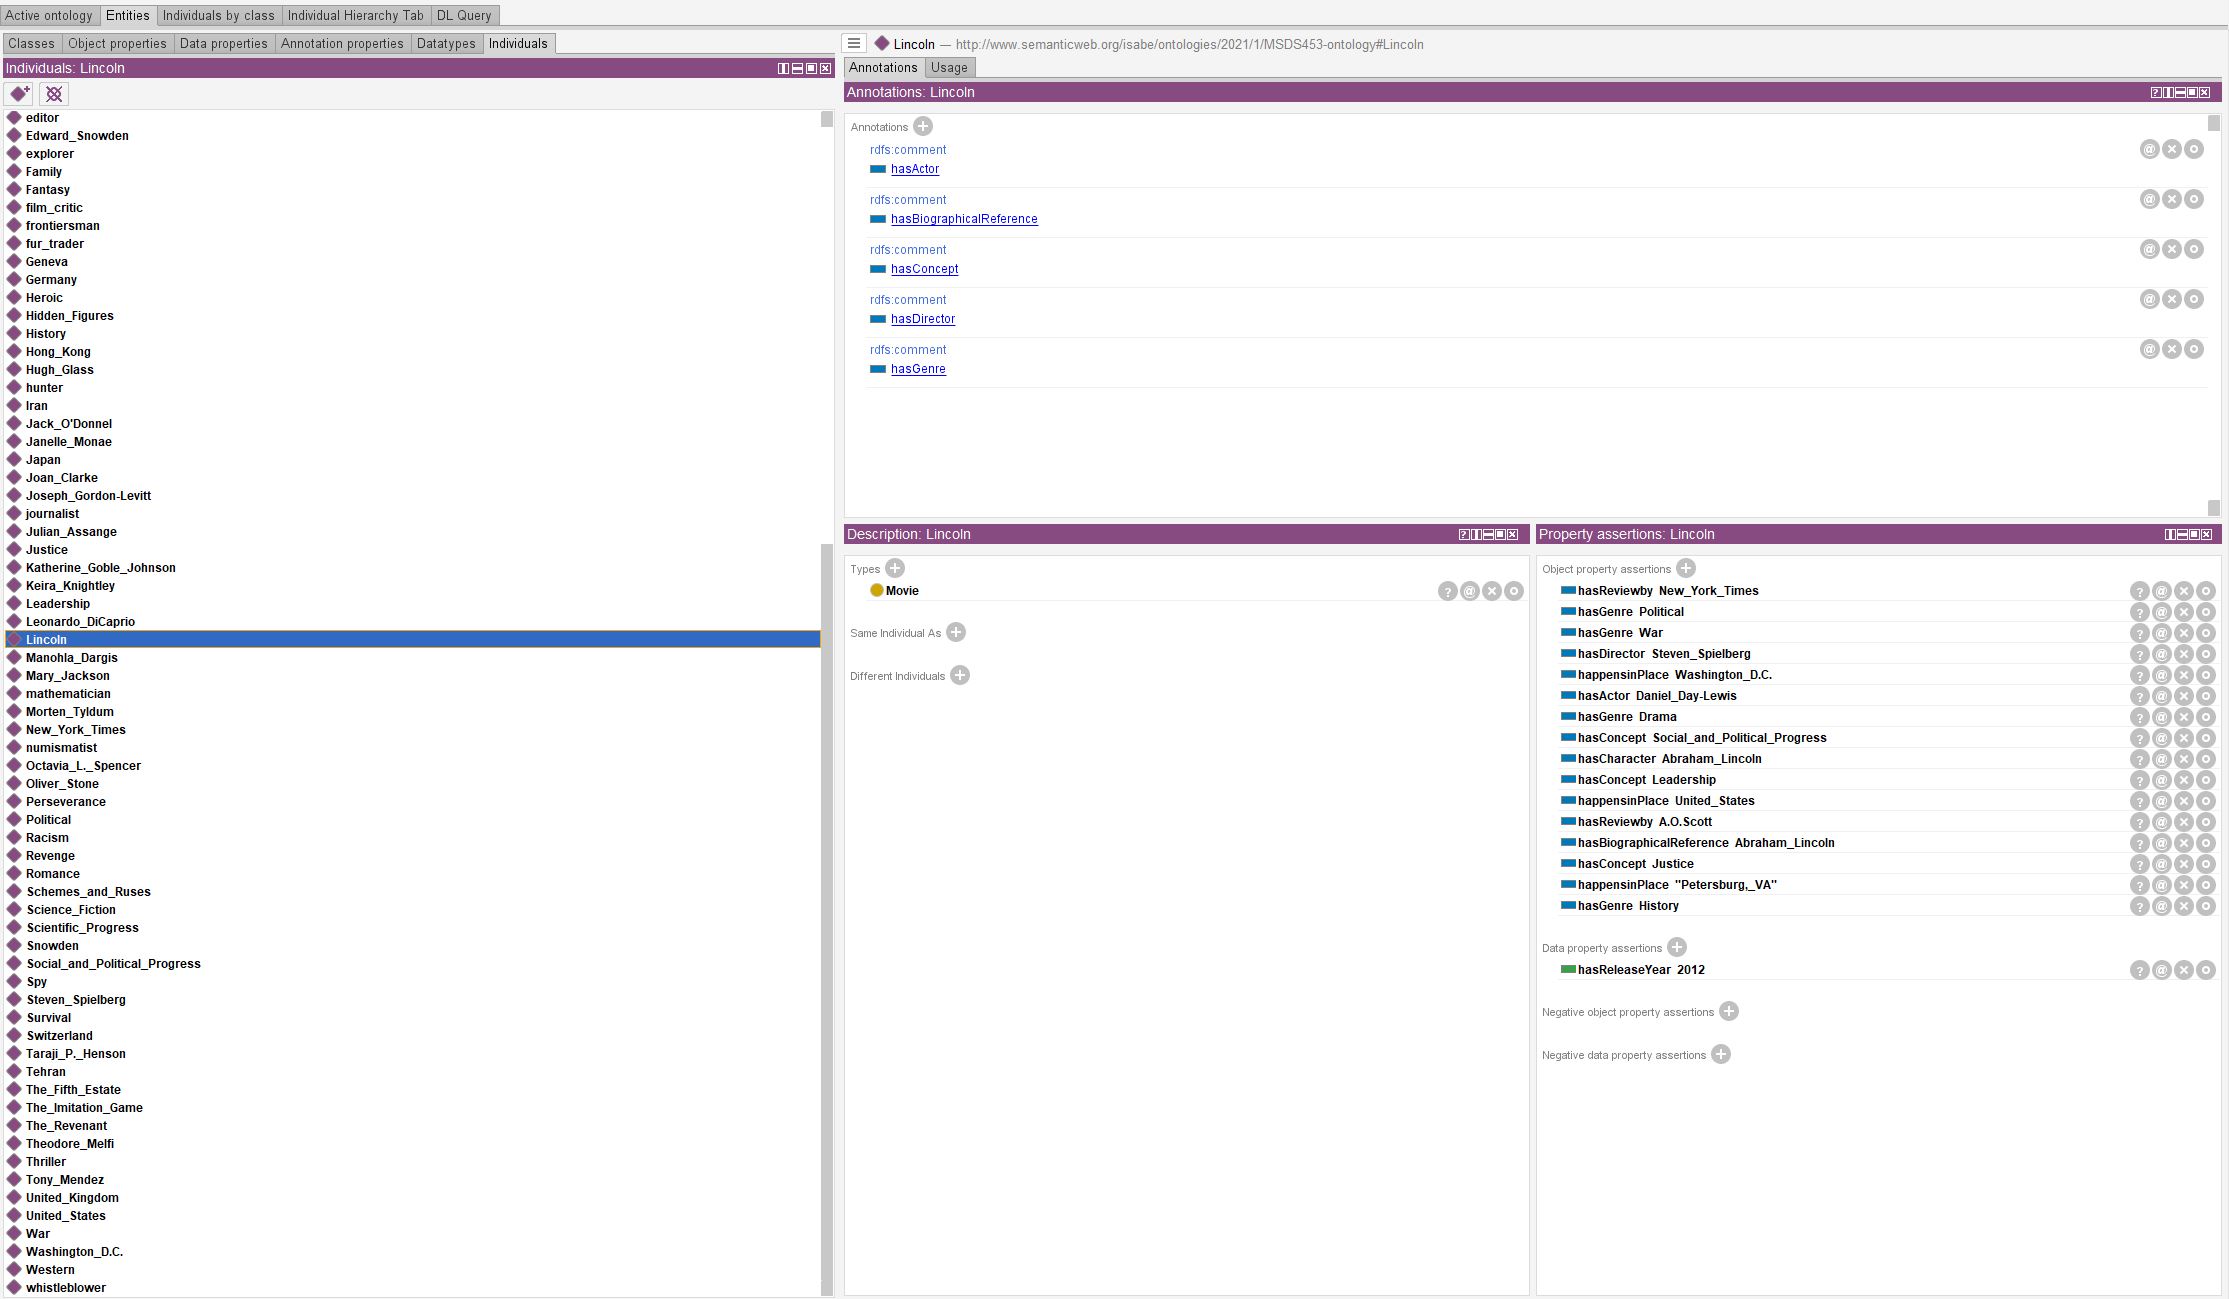 Active ontology Entities Individuals by class Individual Hierarchy Tab DL Query
Classes Object properties Data properties Annotation properties Datatypes Individuals
Individuals: Lincoln
editor
Edward_Snowden
explorer
Family
Fantasy
film_critic
frontiersman
fur_trader
Geneva
Germany
Heroic
Hidden_Figures
History
Hong_Kong
Hugh_Glass
hunter
Iran
Jack_O'Donnel
Janelle_Monae
Japan
Joan_Clarke
Joseph_Gordon-Levitt
journalist
Julian_Assange
Justice
Katherine_Goble_Johnson
Keira_Knightley
Leadership
Leonardo_DiCaprio
Lincoln
Manohla_Dargis
Mary_Jackson
mathematician
Morten_Tyldum
New_York_Times
numismatist
Octavia_L._Spencer
Oliver_Stone
Perseverance
Political
Racism
Revenge
Romance
Schemes_and_Ruses
Science_Fiction
Scientific_Progress
Snowden
Social_and_Political_Progress
Spy
Steven_Spielberg
Survival
Switzerland
Taraji_P._Henson
Tehran
The_Fifth_Estate
The_Imitation_Game
The_Revenant
Theodore_Melfi
Thriller
Tony_Mendez
United_Kingdom
United_States
War
Washington_D.C.
Western
whistleblower
Lincoln — http://www.semanticweb.org/isabe/ontologies/2021/1/MSDS453-ontology#Lincoln
Annotations Usage
Annotations: Lincoln
Annotations
rdfs:comment
hasActor
rdfs:comment
hasBiographicalReference
rdfs:comment
hasConcept
rdfs:comment
hasDirector
rdfs:comment
hasGenre
Description: Lincoln
Types
Movie
Same Individual As
Different Individuals
Property assertions: Lincoln
Object property assertions
hasReviewby New_York_Times
hasGenre Political
hasGenre War
hasDirector Steven_Spielberg
happensinPlace Washington_D.C.
hasActor Daniel_Day-Lewis
hasGenre Drama
hasConcept Social_and_Political_Progress
hasCharacter Abraham_Lincoln
hasConcept Leadership
happensinPlace United_States
hasReviewby A.O.Scott
hasBiographicalReference Abraham_Lincoln
hasConcept Justice
happensinPlace "Petersburg,_VA"
hasGenre History
Data property assertions
hasReleaseYear 2012
Negative object property assertions
Negative data property assertions